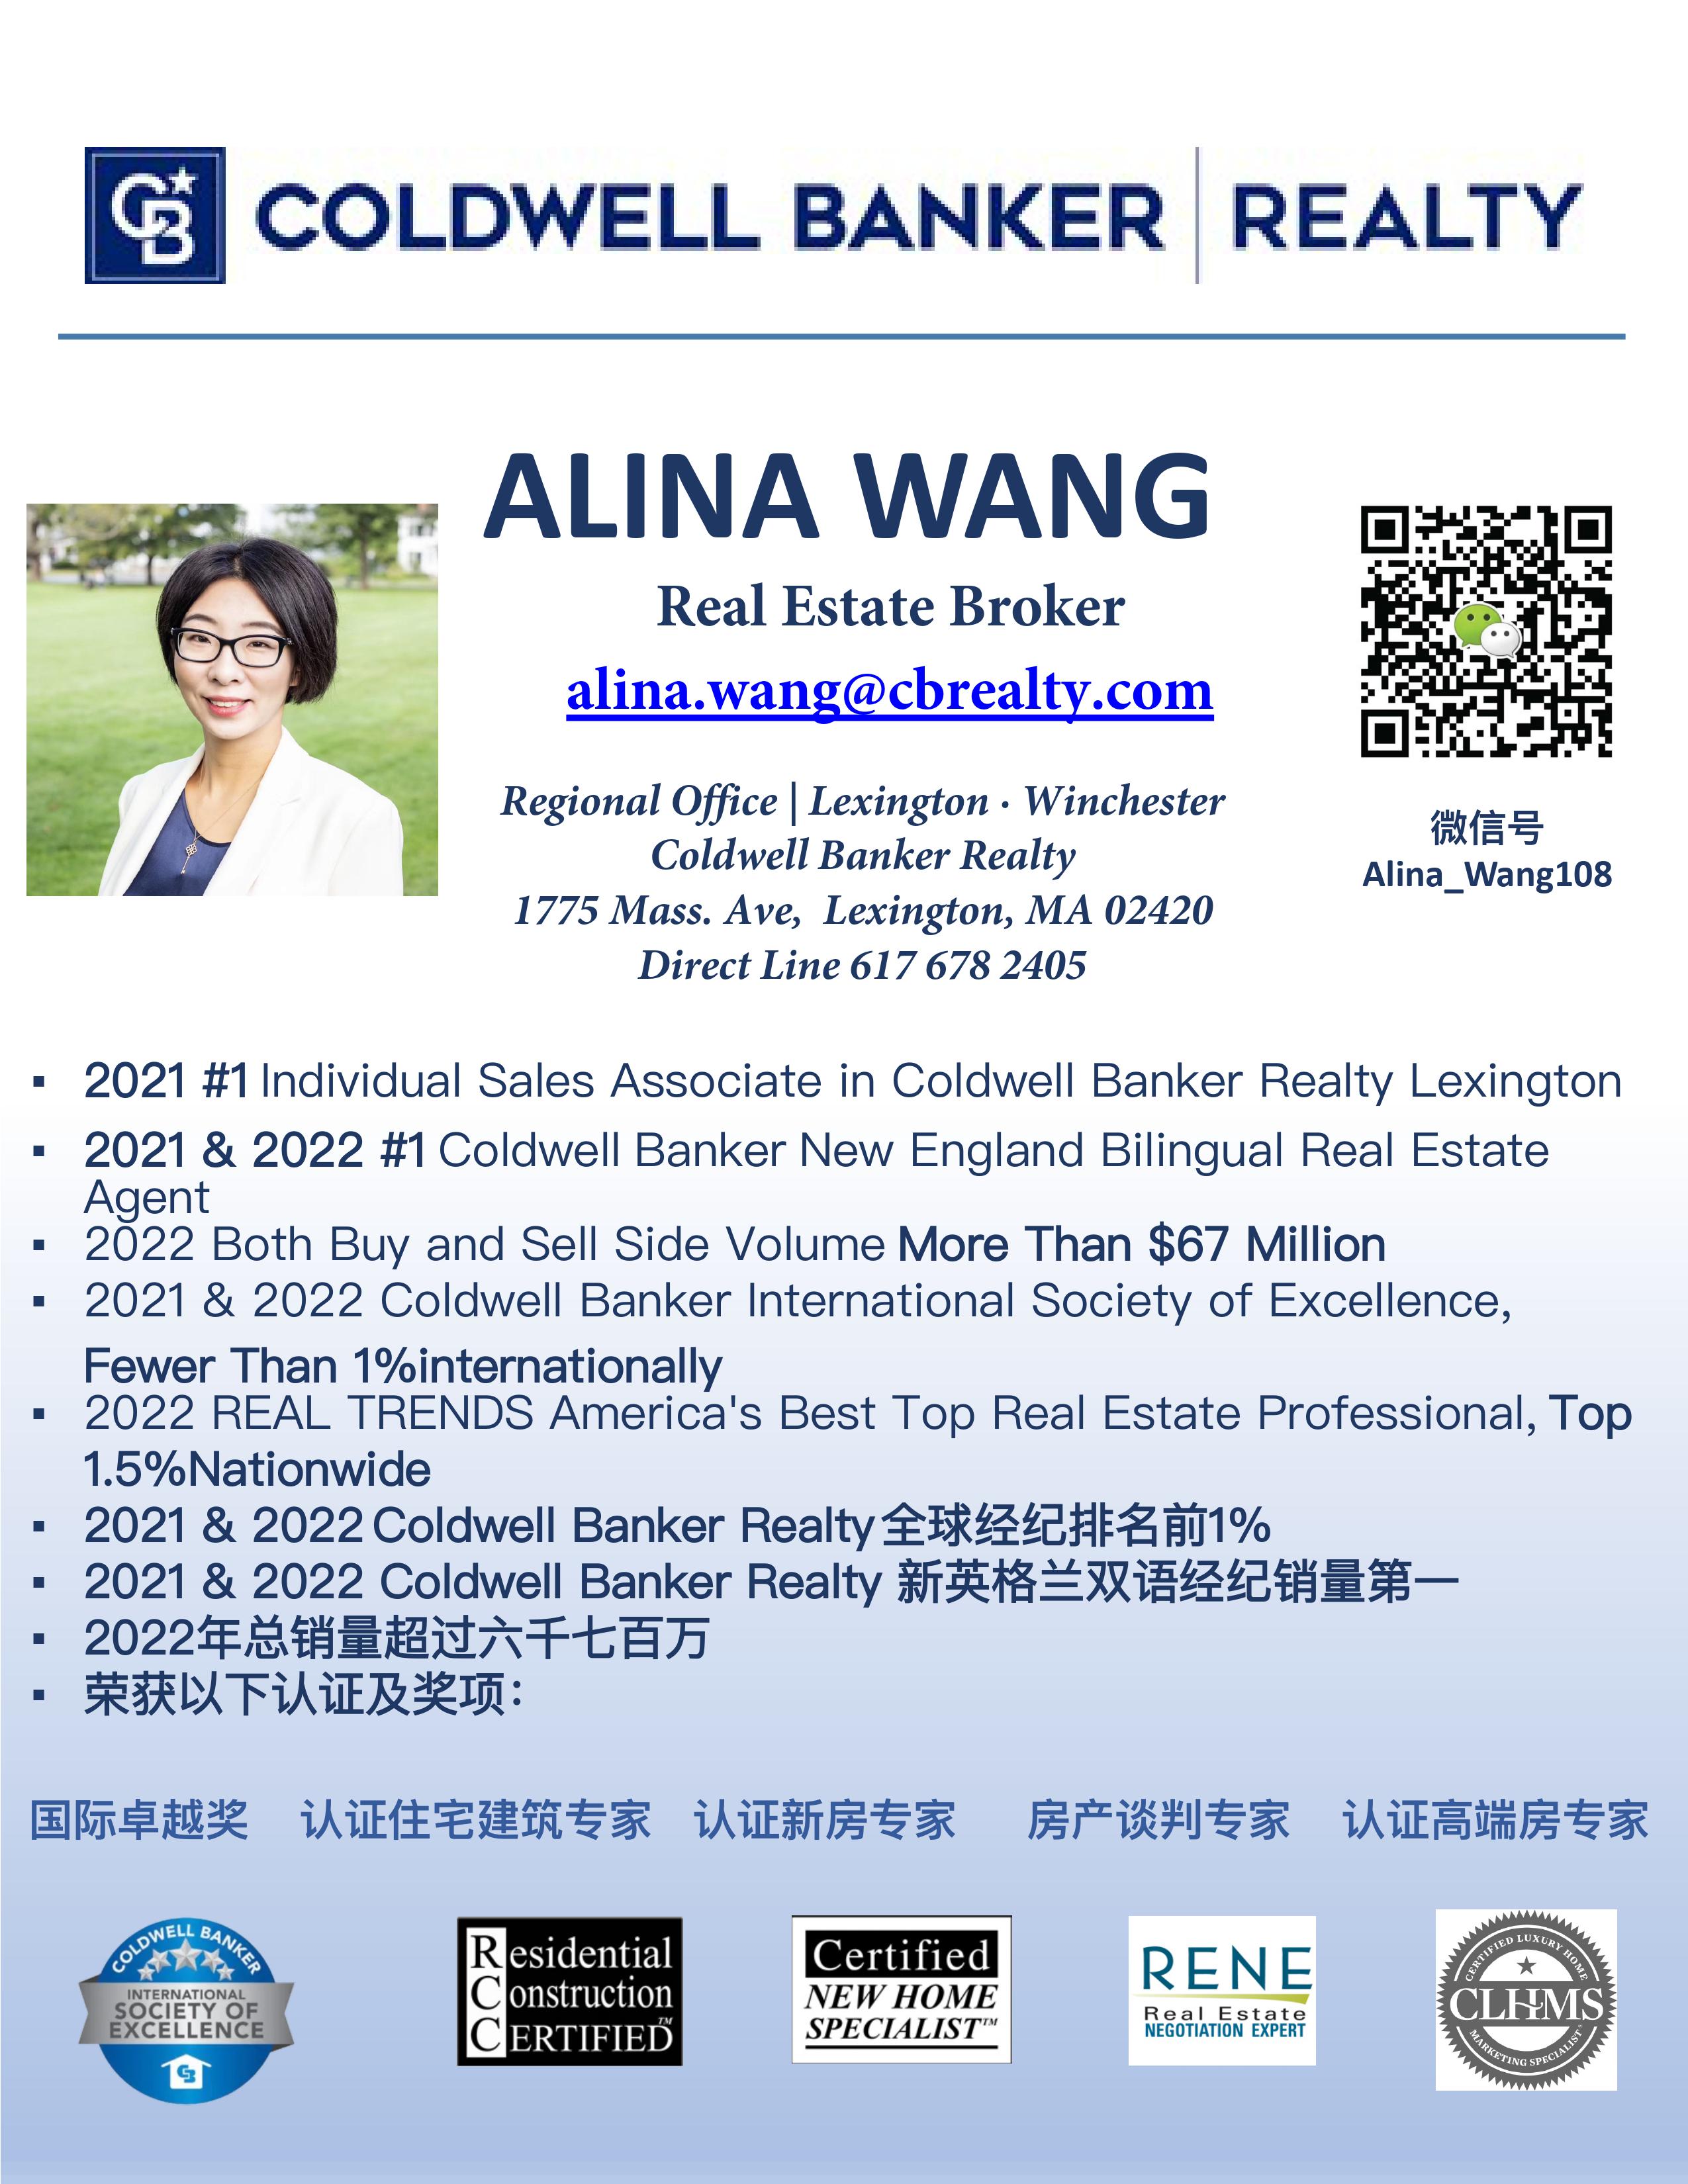 CB COLDWELL BANKER | REALTY
ALINA WANG
Real Estate Broker
alina.wang@cbrealty.com
Regional Office | Lexington · Winchester
Coldwell Banker Realty
1775 Mass. Ave, Lexington, MA 02420
Direct Line 617 678 2405
微信号
Alina_Wang108
▪ 2021 #1 Individual Sales Associate in Coldwell Banker Realty Lexington
▪ 2021 & 2022 #1 Coldwell Banker New England Bilingual Real Estate
Agent
▪ 2022 Both Buy and Sell Side Volume More Than $67 Million
▪ 2021 & 2022 Coldwell Banker International Society of Excellence,
Fewer Than 1%internationally
▪ 2022 REAL TRENDS America's Best Top Real Estate Professional, Top
1.5%Nationwide
▪ 2021 & 2022 Coldwell Banker Realty全球经纪排名前1%
▪ 2021 & 2022 Coldwell Banker Realty 新英格兰双语经纪销量第一
▪ 2022年总销量超过六千七百万
▪ 荣获以下认证及奖项：
国际卓越奖 认证住宅建筑专家 认证新房专家 房产谈判专家 认证高端房专家
COLDWELL BANKER
INTERNATIONAL
SOCIETY OF
EXCELLENCE
CB
Residential
Construction
CERTIFIED™
Certified
NEW HOME
SPECIALIST™
RENE
Real Estate
NEGOTIATION EXPERT
CERTIFIED LUXURY HOME
CLHMS
MARKETING SPECIALIST